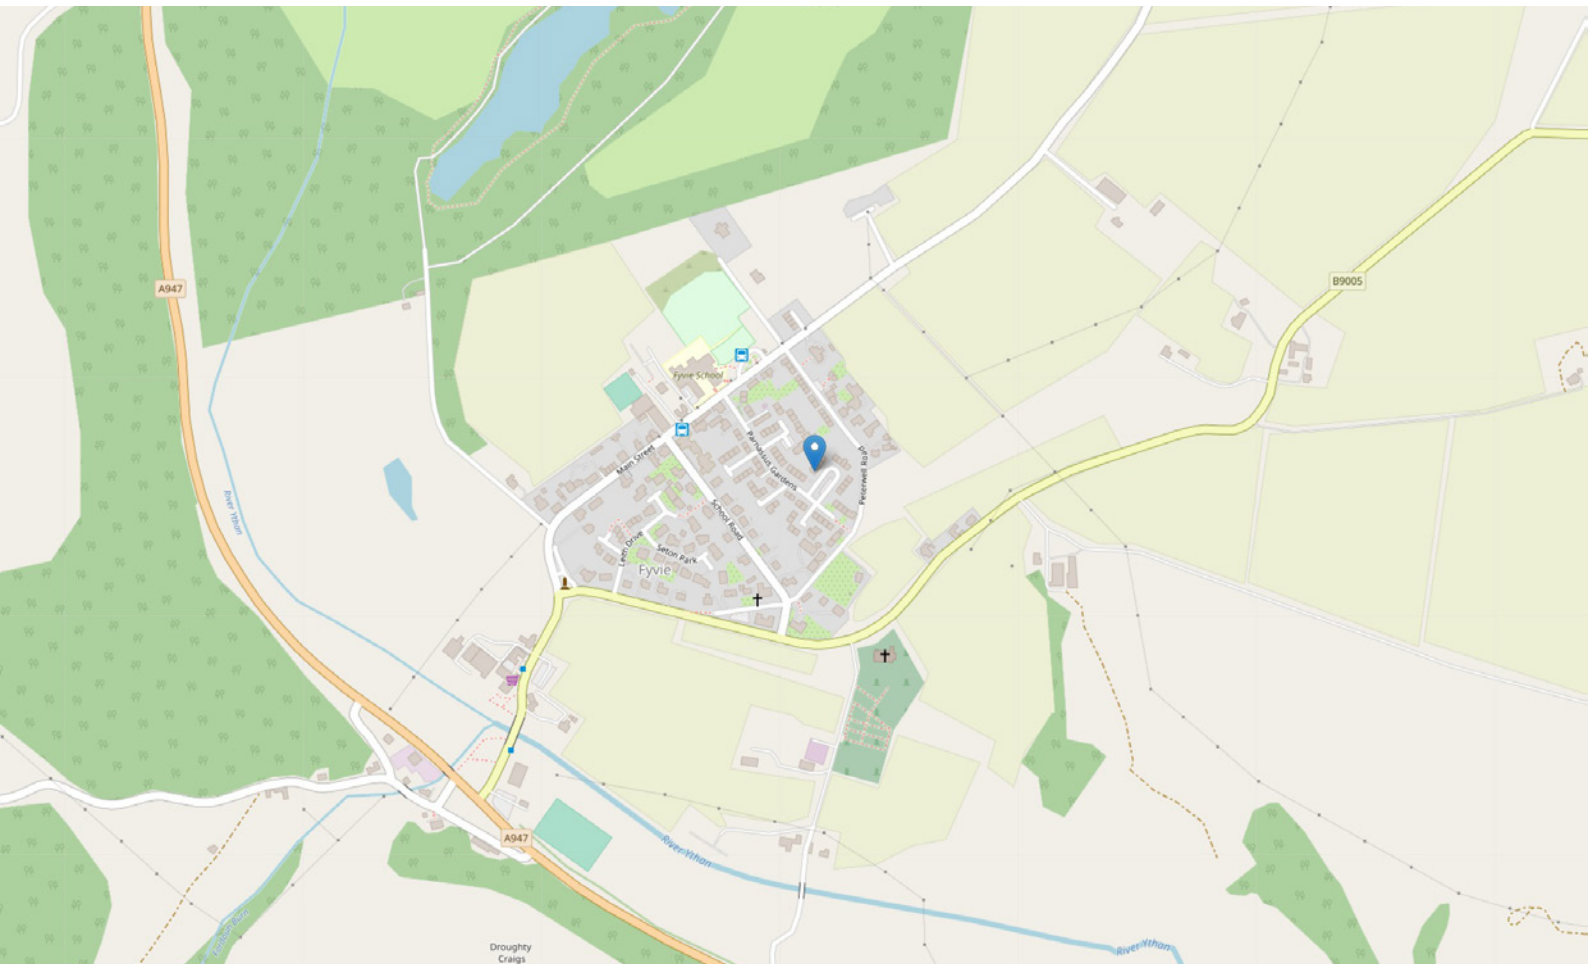 A947
B9005
Fyvie School
Main Street
Parnassus Gardens
Peterwell Road
School Road
River Ythan
Leen Drive
Seton Park
Fyvie
A947
River Ythan
River Ythan
Droughty
Craigs